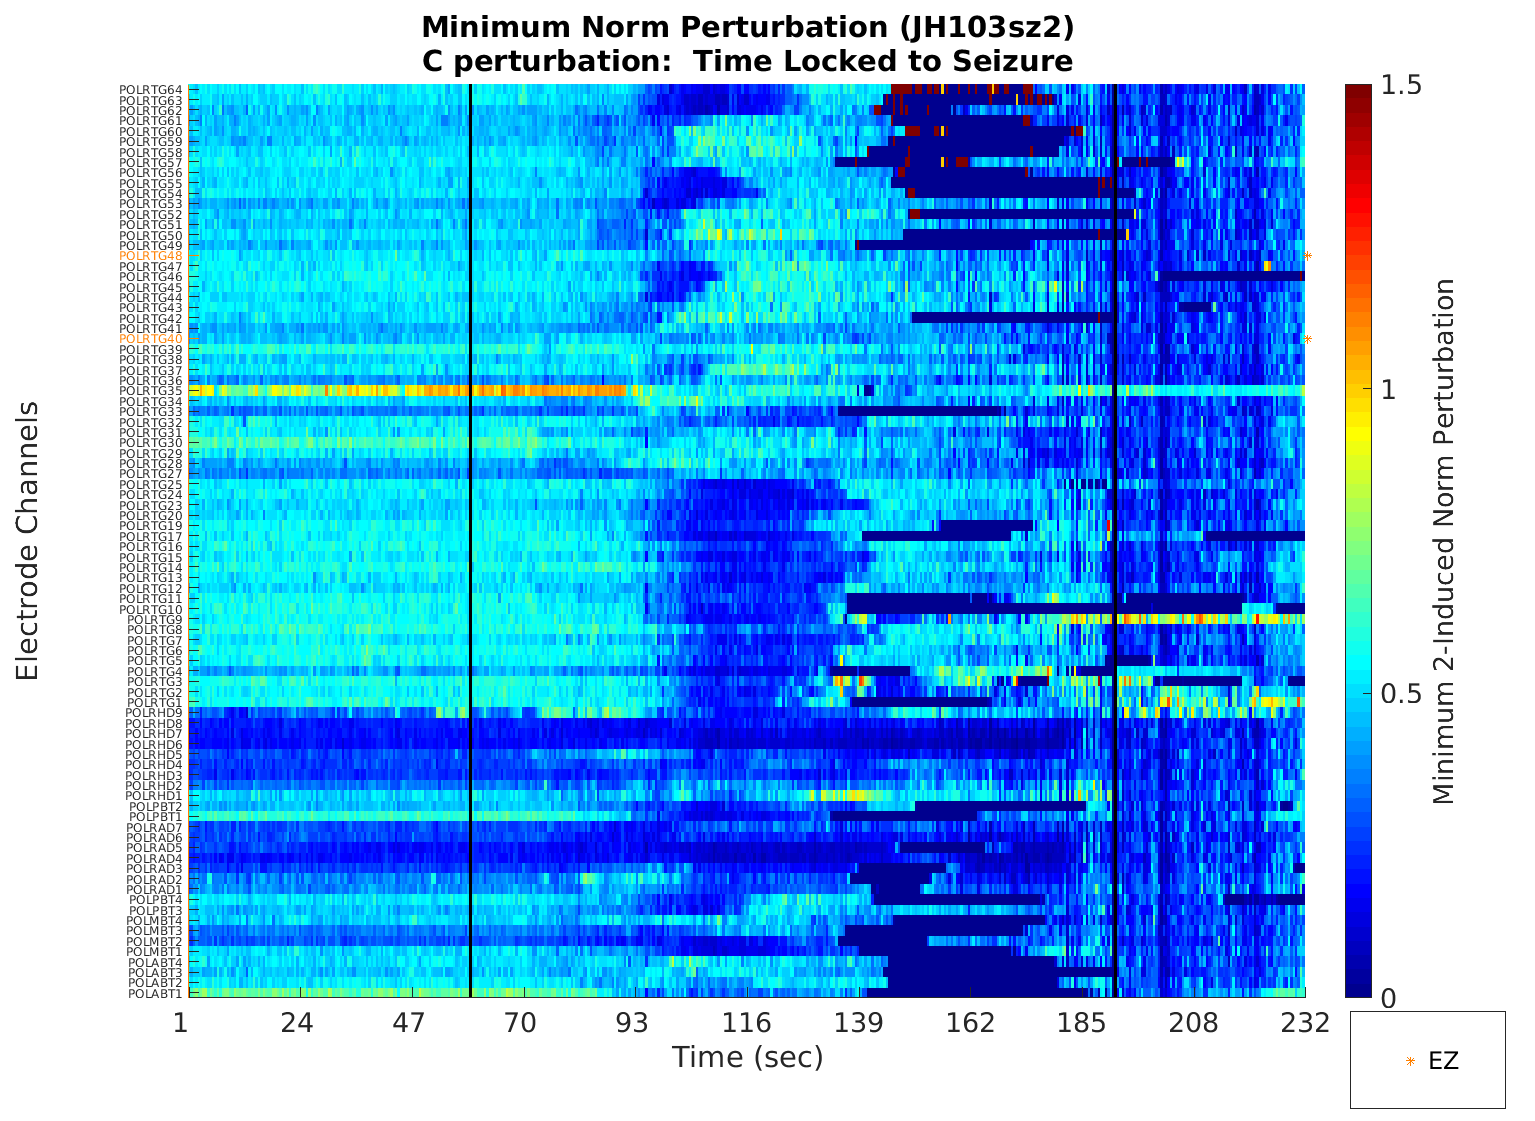 Minimum Norm Perturbation (JH103sz2)
C perturbation:  Time Locked to Seizure
Electrode Channels
POLRTG64
POLRTG63
POLRTG62
POLRTG61
POLRTG60
POLRTG59
POLRTG58
POLRTG57
POLRTG56
POLRTG55
POLRTG54
POLRTG53
POLRTG52
POLRTG51
POLRTG50
POLRTG49
POLRTG48
POLRTG47
POLRTG46
POLRTG45
POLRTG44
POLRTG43
POLRTG42
POLRTG41
POLRTG40
POLRTG39
POLRTG38
POLRTG37
POLRTG36
POLRTG35
POLRTG34
POLRTG33
POLRTG32
POLRTG31
POLRTG30
POLRTG29
POLRTG28
POLRTG27
POLRTG25
POLRTG24
POLRTG23
POLRTG20
POLRTG19
POLRTG17
POLRTG16
POLRTG15
POLRTG14
POLRTG13
POLRTG12
POLRTG11
POLRTG10
POLRTG9
POLRTG8
POLRTG7
POLRTG6
POLRTG5
POLRTG4
POLRTG3
POLRTG2
POLRTG1
POLRHD9
POLRHD8
POLRHD7
POLRHD6
POLRHD5
POLRHD4
POLRHD3
POLRHD2
POLRHD1
POLPBT2
POLPBT1
POLRAD7
POLRAD6
POLRAD5
POLRAD4
POLRAD3
POLRAD2
POLRAD1
POLPBT4
POLPBT3
POLMBT4
POLMBT3
POLMBT2
POLMBT1
POLABT4
POLABT3
POLABT2
POLABT1
1 24 47 70 93 116 139 162 185 208 232
Time (sec)
1.5
1
0.5
0
Minimum 2-Induced Norm Perturbation
EZ